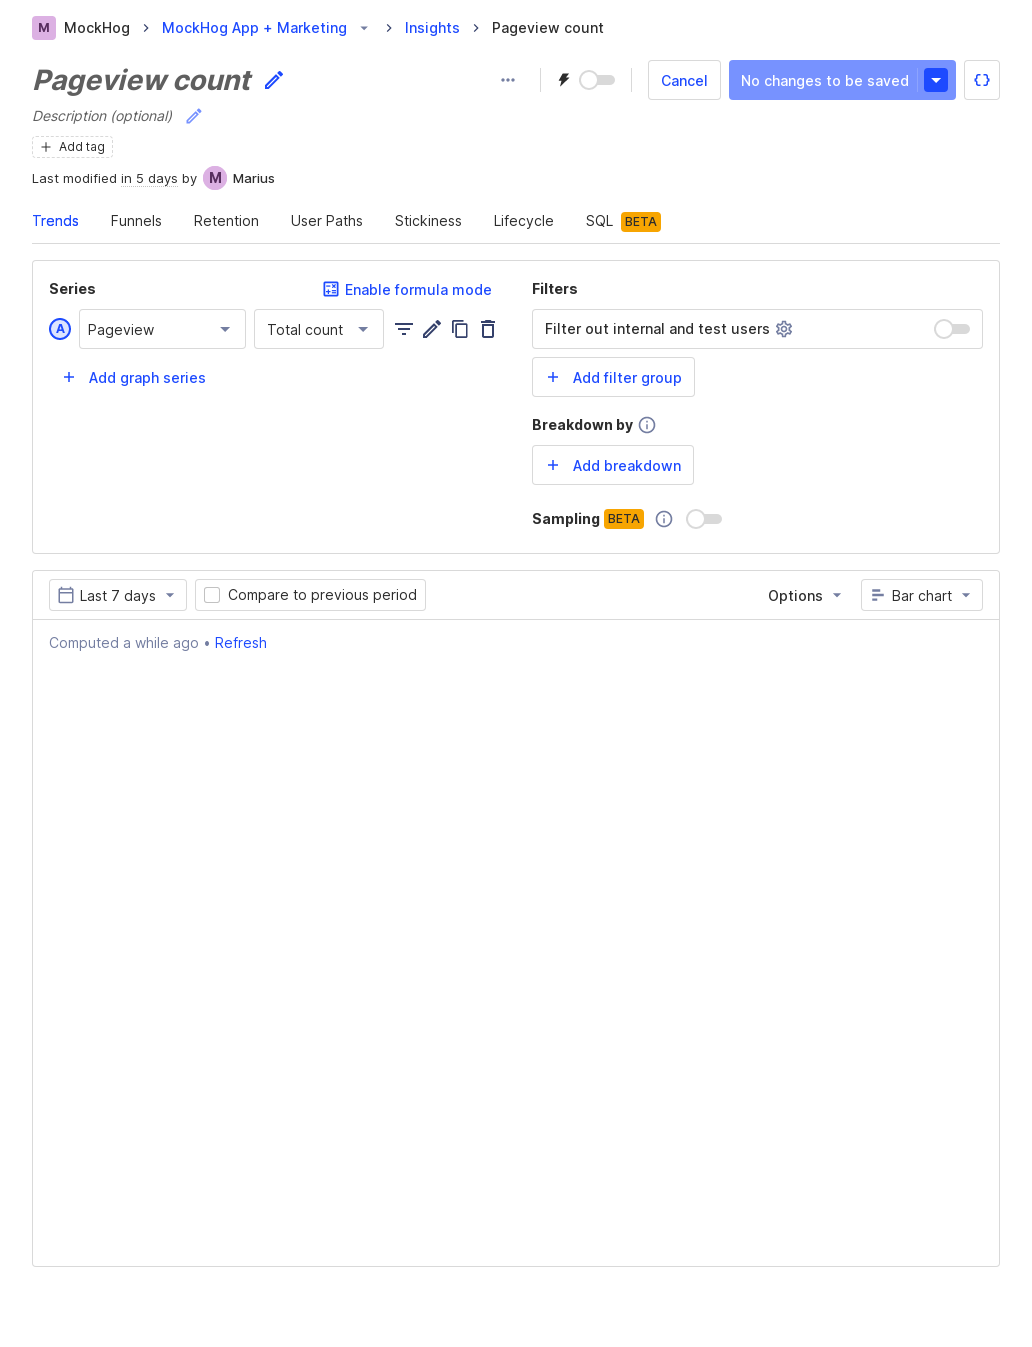 M MockHog MockHog App + Marketing Insights Pageview count
Pageview count
Cancel No changes to be saved {}
Description (optional)
Add tag
Last modified in 5 days by M Marius
Trends Funnels Retention User Paths Stickiness Lifecycle SQL BETA
Series Enable formula mode
A Pageview Total count
Add graph series
Filters
Filter out internal and test users
Add filter group
Breakdown by
Add breakdown
Sampling BETA
Last 7 days Compare to previous period Options Bar chart
Computed a while ago • Refresh